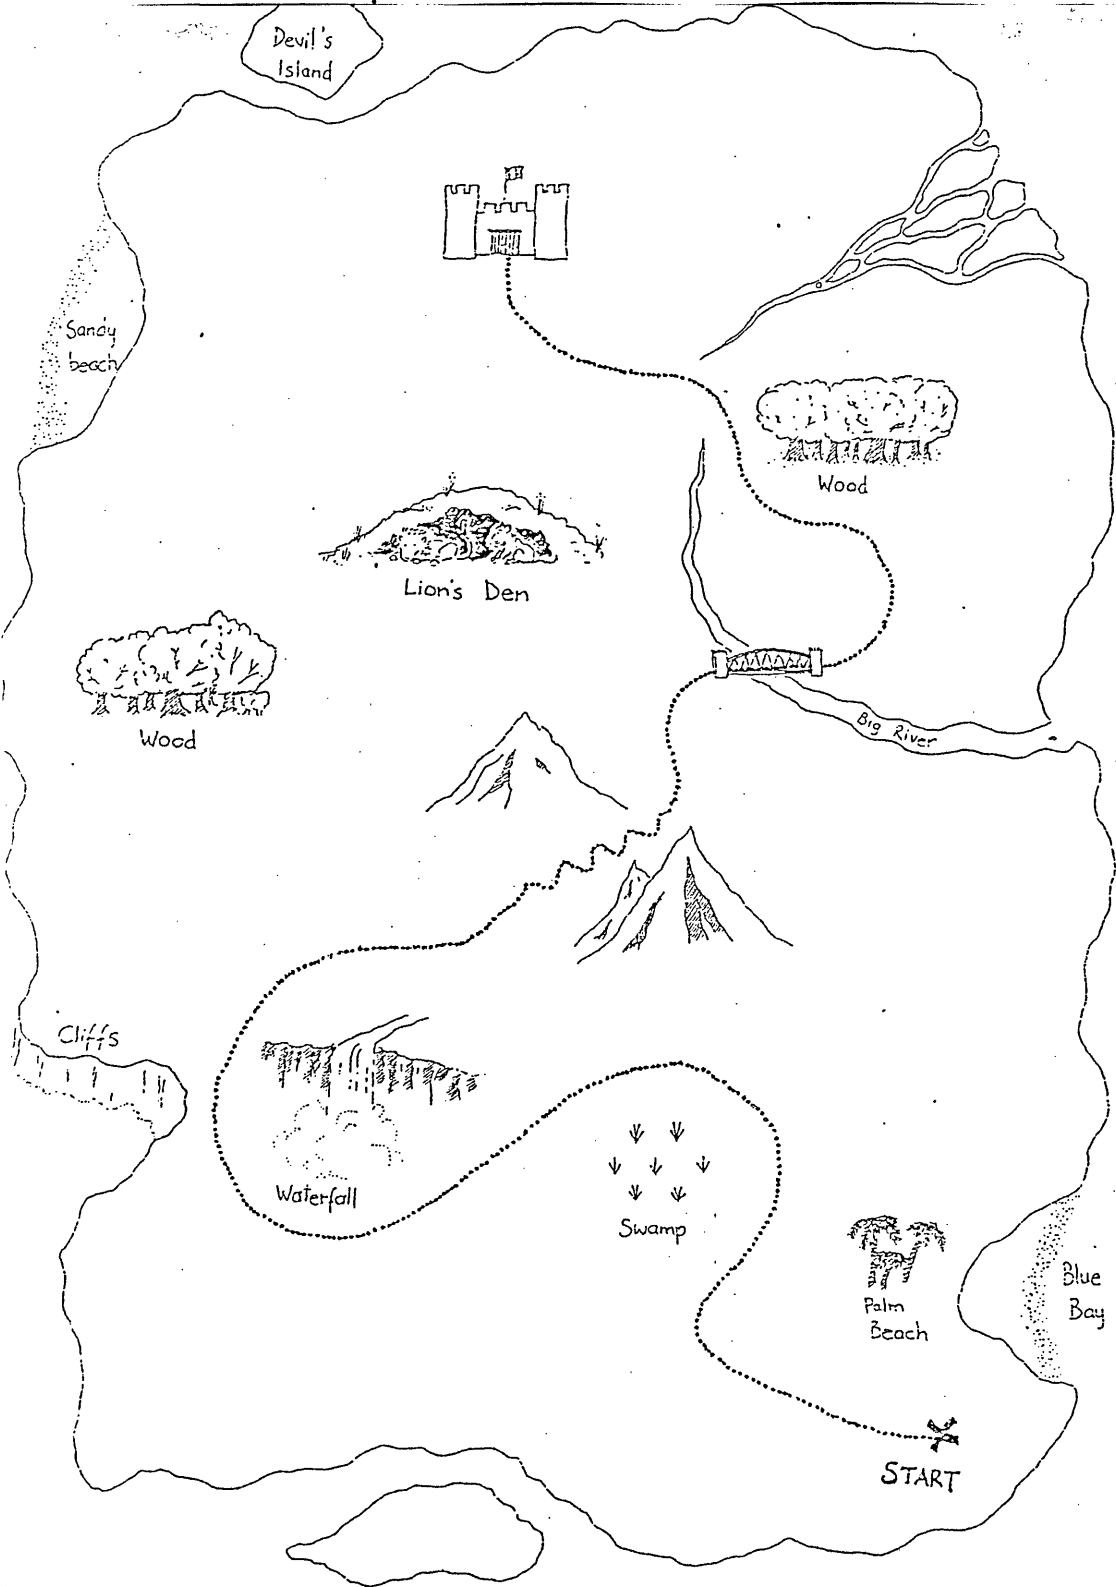 Devil's
Island
Sandy
beach
Wood
Lion's Den
Wood
Big River
Cliffs
Waterfall
Swamp
Blue
Bay
Palm
Beach
START